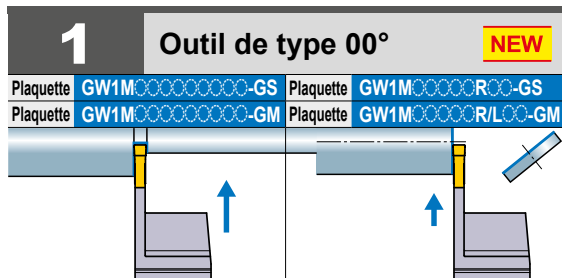 1 Outil de type 00° NEW
Plaquette GW1M○○○○○○○○○-GS Plaquette GW1M○○○○○R○○-GS
Plaquette GW1M○○○○○○○○○-GM Plaquette GW1M○○○○○R/L○○-GM